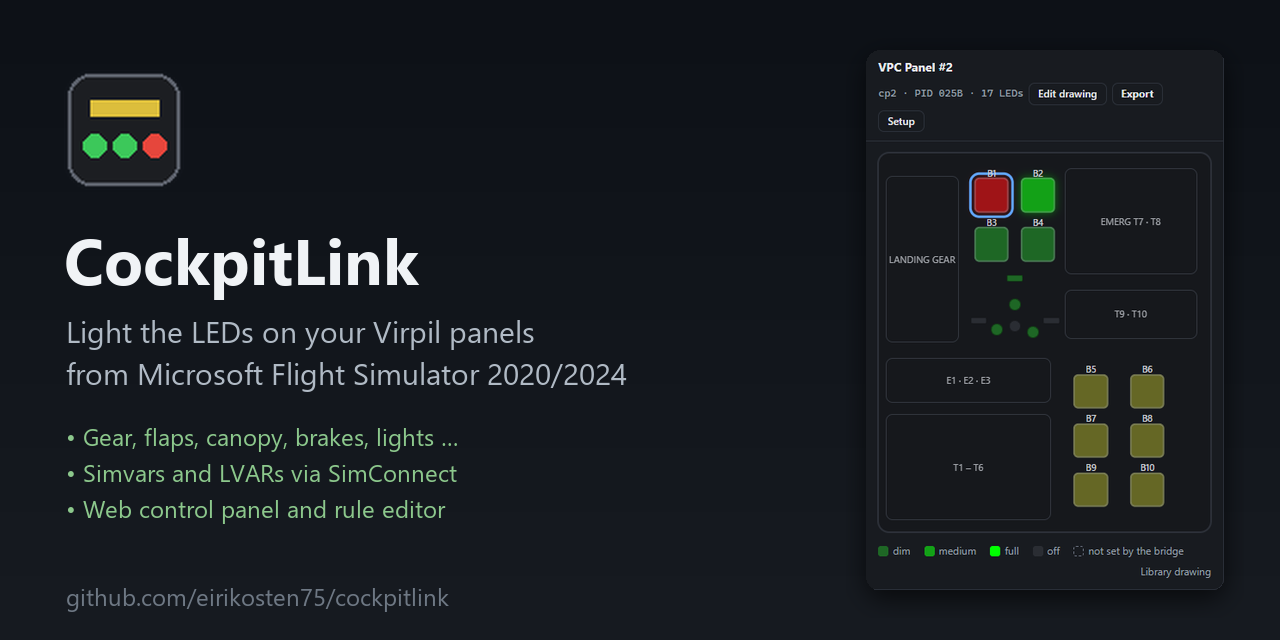 CockpitLink
Light the LEDs on your Virpil panels
from Microsoft Flight Simulator 2020/2024
• Gear, flaps, canopy, brakes, lights ...
• Simvars and LVARs via SimConnect
• Web control panel and rule editor
github.com/eirikosten75/cockpitlink
VPC Panel #2
cp2 · PID 025B · 17 LEDs Edit drawing Export
Setup
B1 B2
B3 B4
LANDING GEAR
EMERG T7 · T8
T9 · T10
E1 · E2 · E3
T1 – T6
B5 B6
B7 B8
B9 B10
dim medium full off not set by the bridge
Library drawing